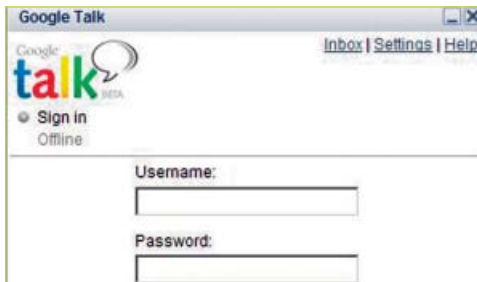 Google Talk
Inbox | Settings | Help
Google
talk
BETA
Sign in
Offline
Username:
Password: